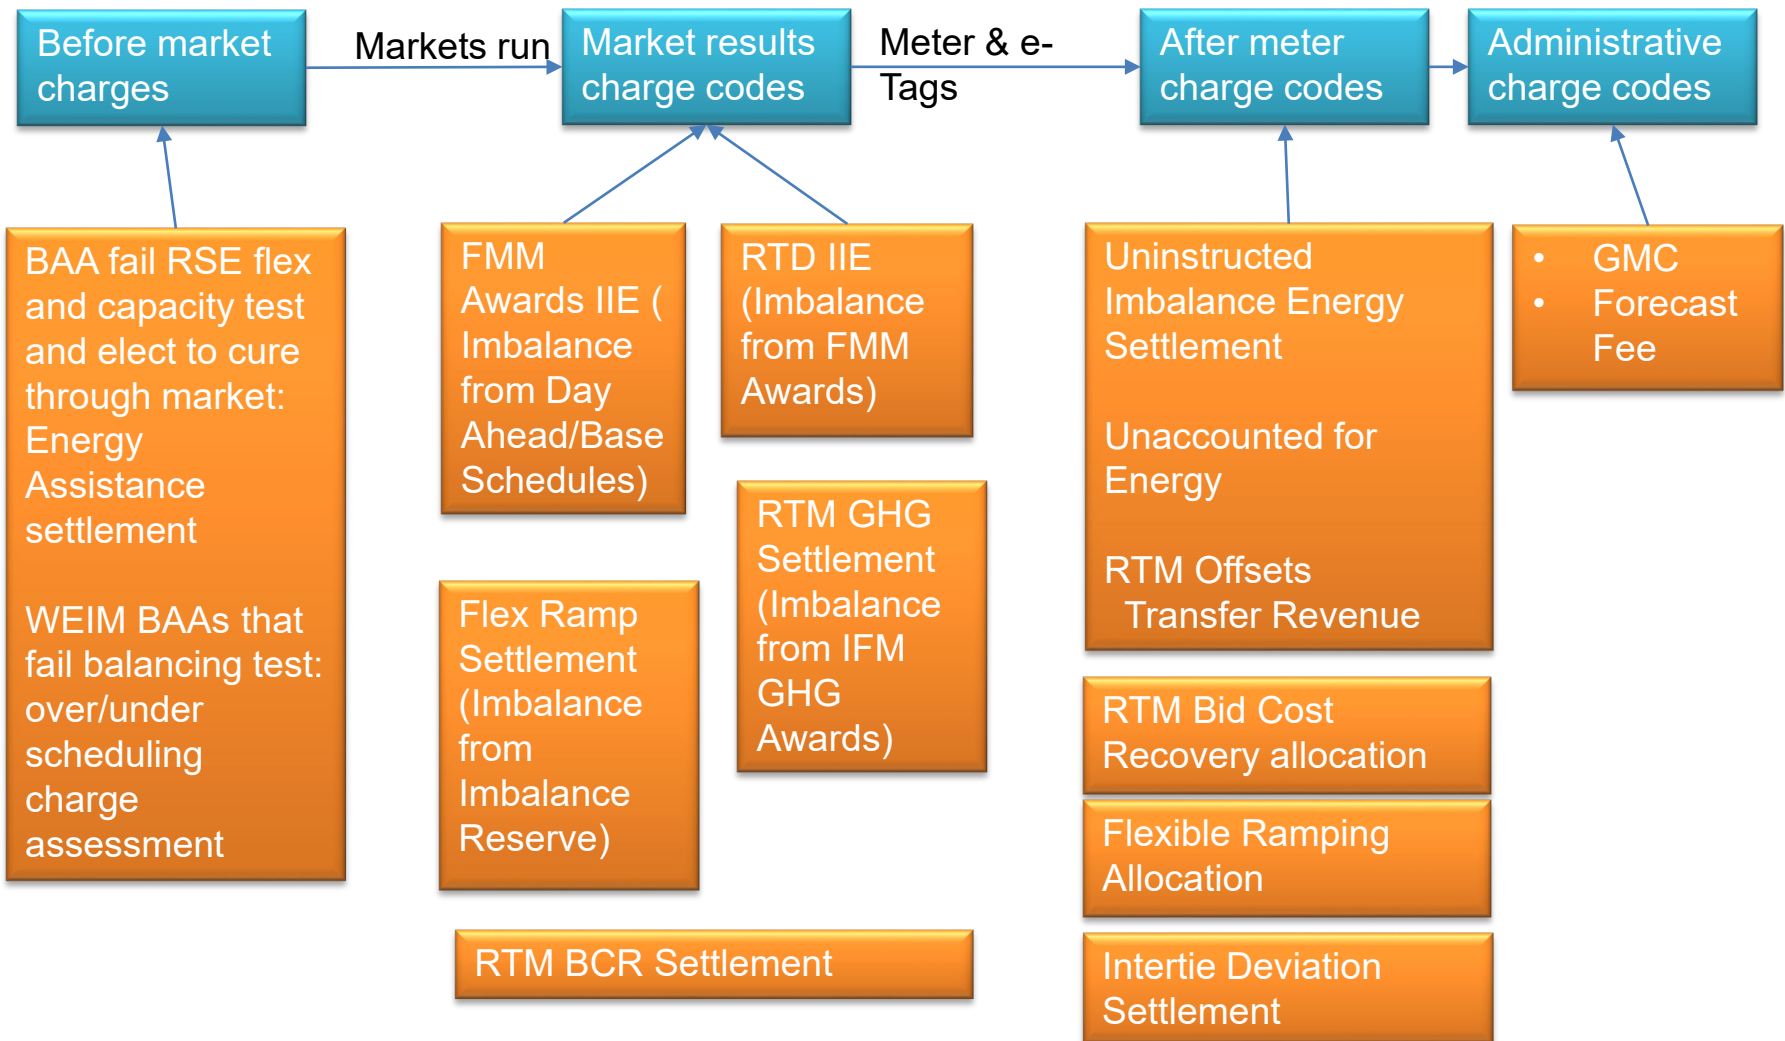 Before market
charges
Markets run
Market results
charge codes
Meter & e-
Tags
After meter
charge codes
Administrative
charge codes
BAA fail RSE flex
and capacity test
and elect to cure
through market:
Energy
Assistance
settlement
WEIM BAAs that
fail balancing test:
over/under
scheduling
charge
assessment
FMM
Awards IIE (
Imbalance
from Day
Ahead/Base
Schedules)
RTD IIE
(Imbalance
from FMM
Awards)
RTM GHG
Settlement
(Imbalance
from IFM
GHG
Awards)
Flex Ramp
Settlement
(Imbalance
from
Imbalance
Reserve)
RTM BCR Settlement
Uninstructed
Imbalance Energy
Settlement
Unaccounted for
Energy
RTM Offsets
Transfer Revenue
RTM Bid Cost
Recovery allocation
Flexible Ramping
Allocation
Intertie Deviation
Settlement
• GMC
• Forecast
Fee